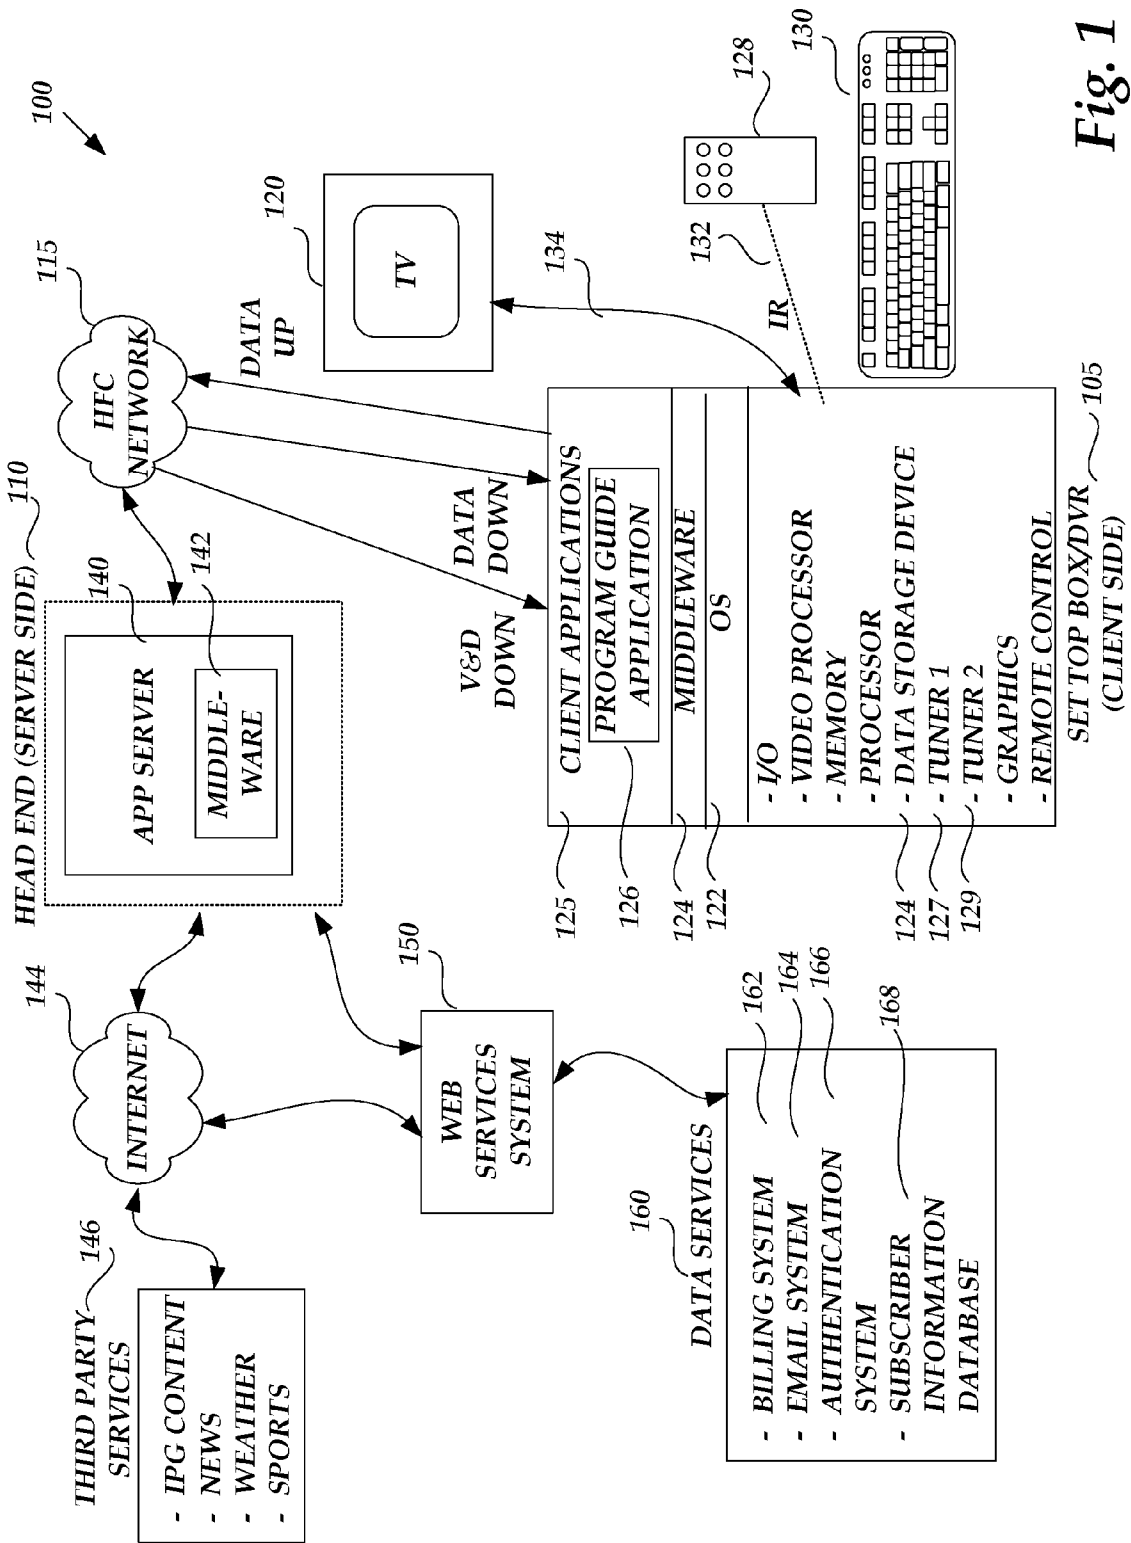 100
HEAD END (SERVER SIDE) 110
THIRD PARTY
SERVICES
146
- IPG CONTENT
- NEWS
- WEATHER
- SPORTS
144
INTERNET
APP SERVER
140
MIDDLE-
WARE
142
HFC
NETWORK
115
150
WEB
SERVICES
SYSTEM
V&D
DOWN
DATA
DOWN
DATA
UP
TV
120
134
160
DATA SERVICES
- BILLING SYSTEM
162
- EMAIL SYSTEM
164
- AUTHENTICATION
SYSTEM
166
- SUBSCRIBER
INFORMATION
DATABASE
168
125
CLIENT APPLICATIONS
126
PROGRAM GUIDE
APPLICATION
124
MIDDLEWARE
122
OS
- I/O
- VIDEO PROCESSOR
- MEMORY
- PROCESSOR
124
- DATA STORAGE DEVICE
127
- TUNER 1
129
- TUNER 2
- GRAPHICS
- REMOTE CONTROL
SET TOP BOX/DVR 105
(CLIENT SIDE)
IR
132
128
130
Fig. 1